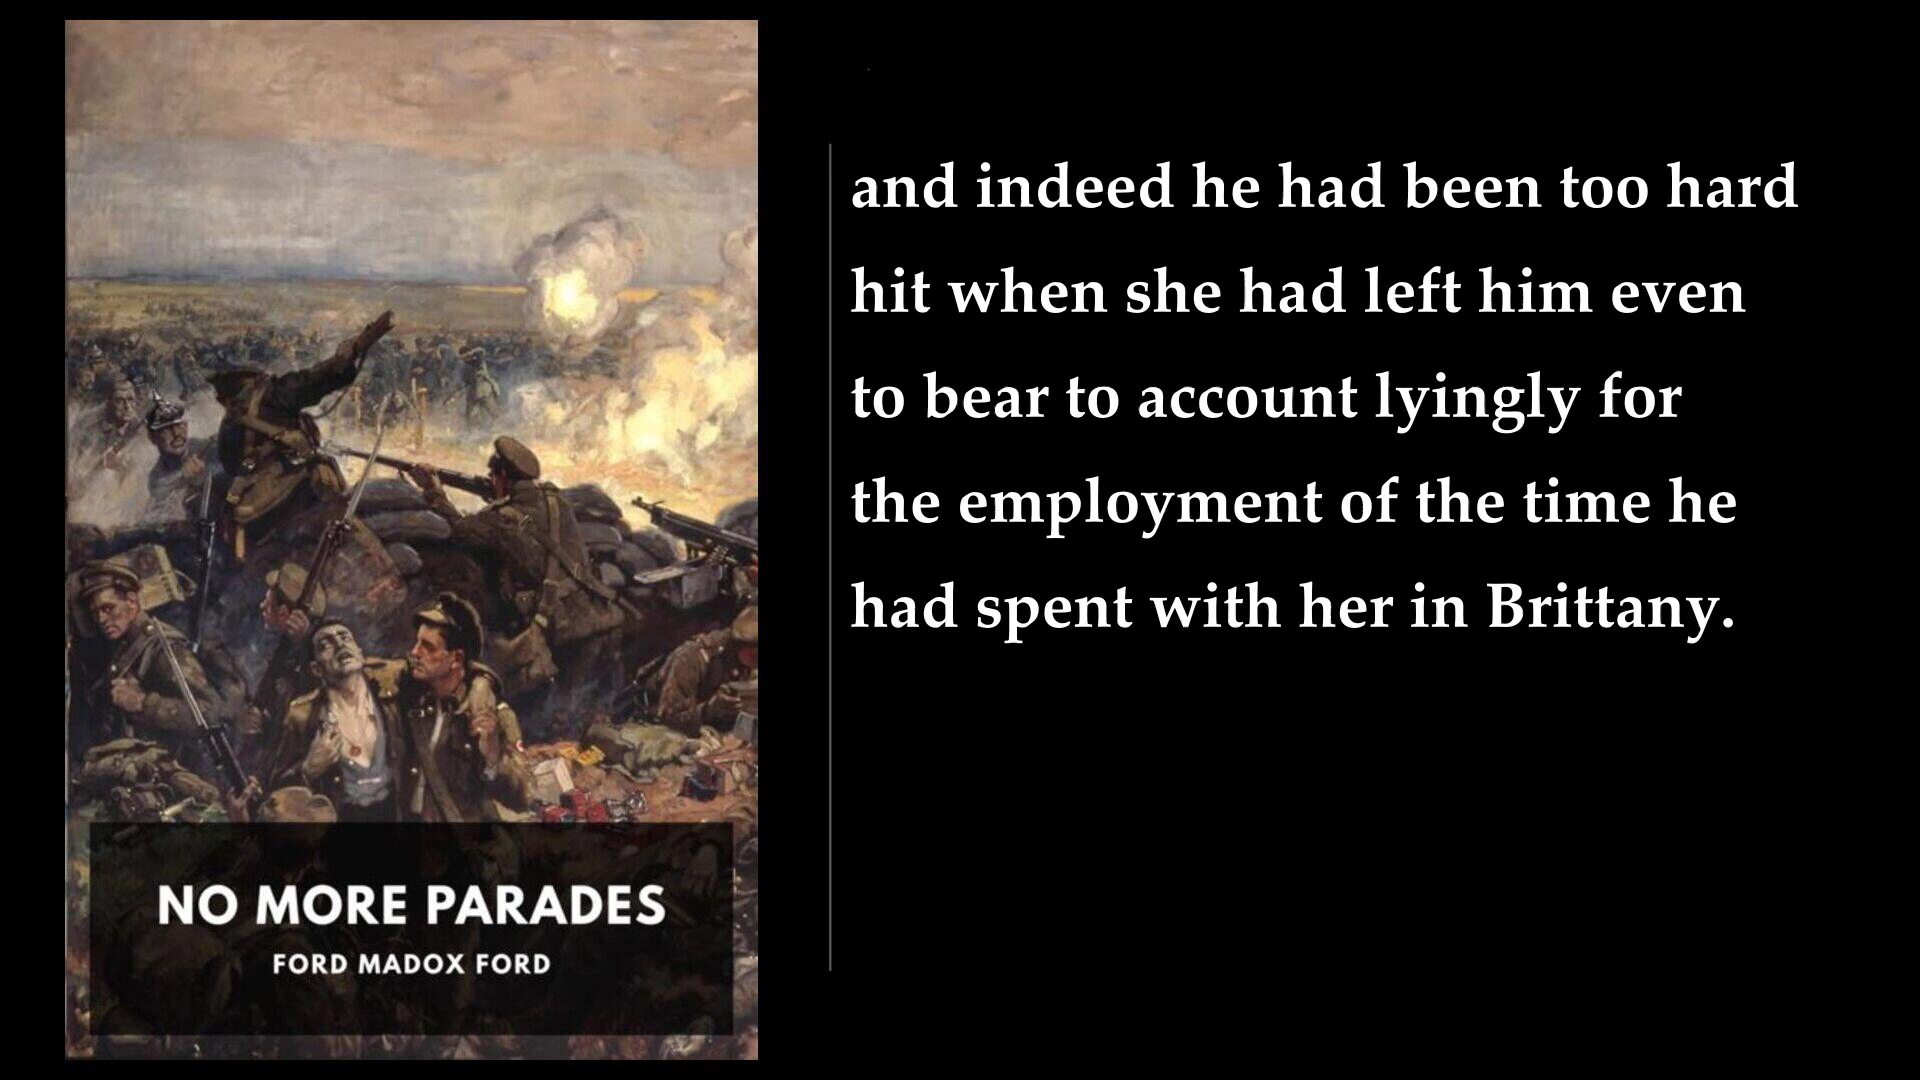 NO MORE PARADES
FORD MADOX FORD
and indeed he had been too hard
hit when she had left him even
to bear to account lyingly for
the employment of the time he
had spent with her in Brittany.